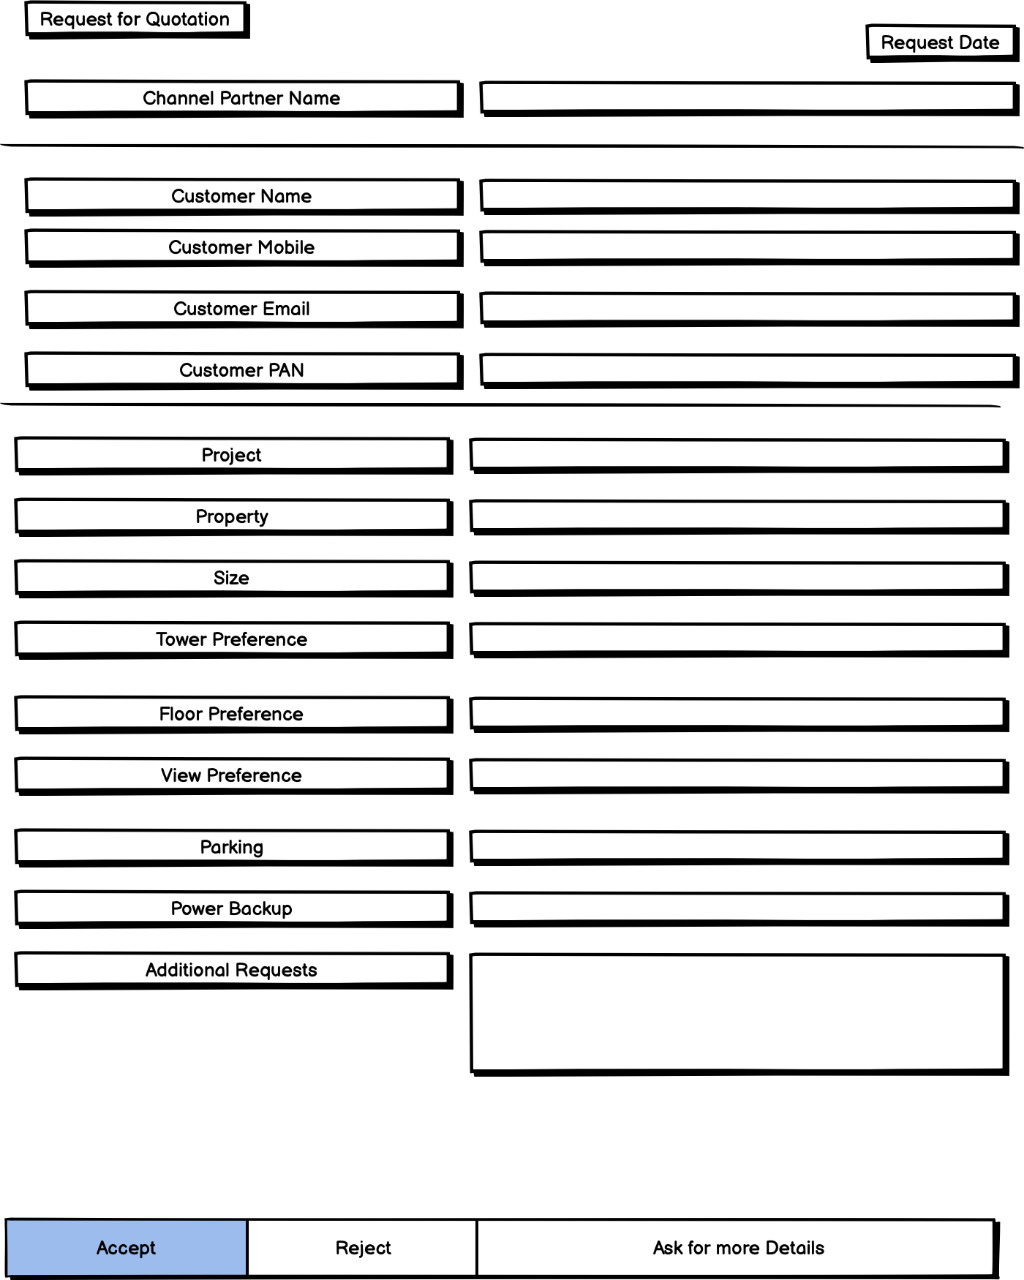 Request for Quotation
Request Date
Channel Partner Name
Customer Name
Customer Mobile
Customer Email
Customer PAN
Project
Property
Size
Tower Preference
Floor Preference
View Preference
Parking
Power Backup
Additional Requests
Accept
Reject
Ask for more Details